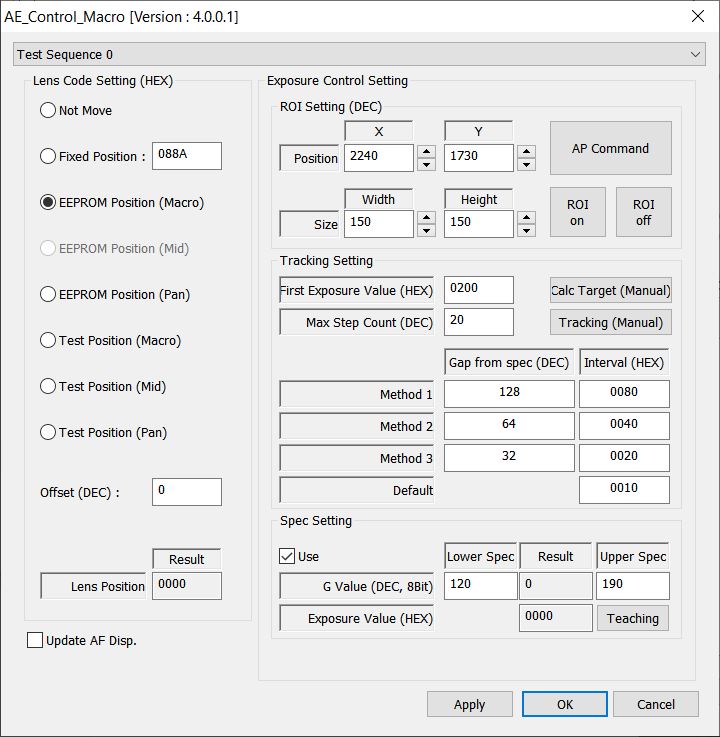 AE_Control_Macro [Version : 4.0.0.1]
Test Sequence 0
Lens Code Setting (HEX)
Not Move
Fixed Position : 088A
EEPROM Position (Macro)
EEPROM Position (Mid)
EEPROM Position (Pan)
Test Position (Macro)
Test Position (Mid)
Test Position (Pan)
Offset (DEC) : 0
Result
Lens Position 0000
Update AF Disp.
Exposure Control Setting
ROI Setting (DEC)
X Y
Position 2240 1730
AP Command
Width Height
Size 150 150
ROI on
ROI off
Tracking Setting
First Exposure Value (HEX) 0200 Calc Target (Manual)
Max Step Count (DEC) 20 Tracking (Manual)
Gap from spec (DEC) Interval (HEX)
Method 1 128 0080
Method 2 64 0040
Method 3 32 0020
Default 0010
Spec Setting
Use Lower Spec Result Upper Spec
G Value (DEC, 8Bit) 120 0 190
Exposure Value (HEX) 0000 Teaching
Apply OK Cancel